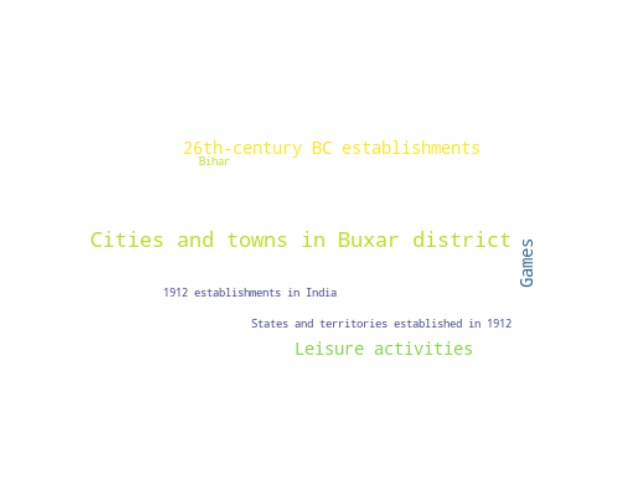 26th-century BC establishments
Bihar
Cities and towns in Buxar district
Games
1912 establishments in India
States and territories established in 1912
Leisure activities